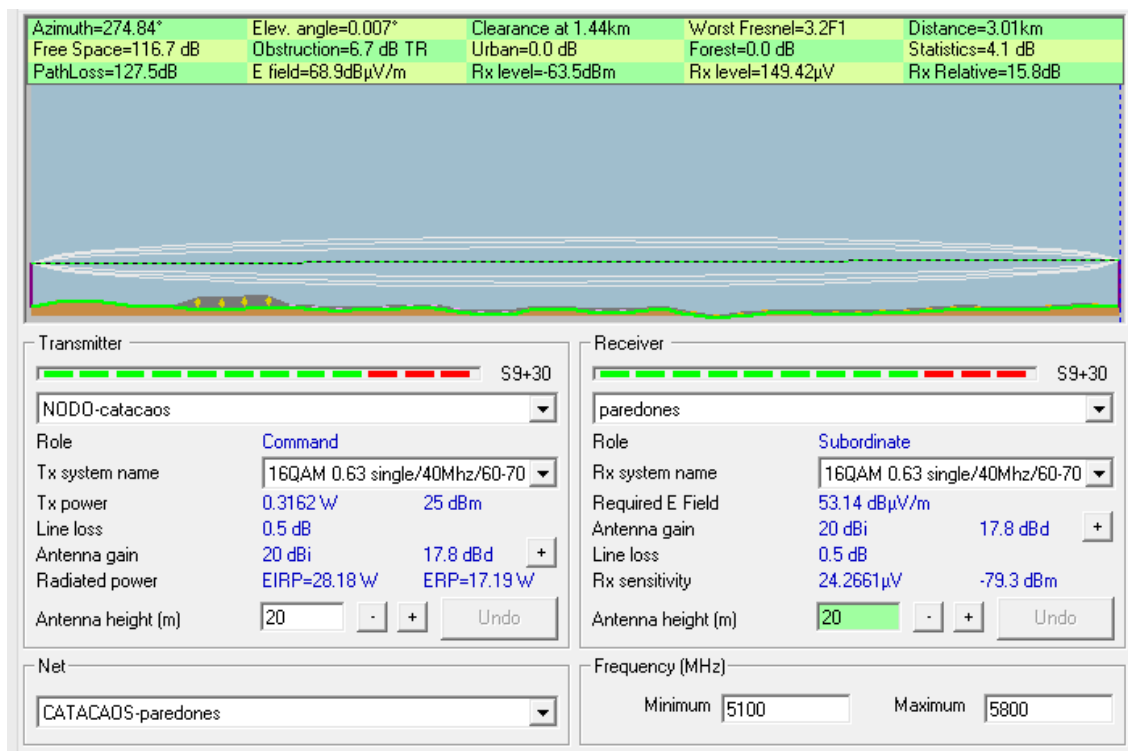 Azimuth=274.84° Elev. angle=0.007° Clearance at 1.44km Worst Fresnel=3.2F1 Distance=3.01km
Free Space=116.7 dB Obstruction=6.7 dB TR Urban=0.0 dB Forest=0.0 dB Statistics=4.1 dB
PathLoss=127.5dB E field=68.9dBµV/m Rx level=-63.5dBm Rx level=149.42µV Rx Relative=15.8dB
Transmitter
S9+30
NODO-catacaos
Role Command
Tx system name 16QAM 0.63 single/40Mhz/60-70
Tx power 0.3162 W 25 dBm
Line loss 0.5 dB
Antenna gain 20 dBi 17.8 dBd +
Radiated power EIRP=28.18 W ERP=17.19 W
Antenna height (m) 20 - + Undo
Receiver
S9+30
paredones
Role Subordinate
Rx system name 16QAM 0.63 single/40Mhz/60-70
Required E Field 53.14 dBµV/m
Antenna gain 20 dBi 17.8 dBd +
Line loss 0.5 dB
Rx sensitivity 24.2661µV -79.3 dBm
Antenna height (m) 20 - + Undo
Net
CATACAOS-paredones
Frequency (MHz)
Minimum 5100 Maximum 5800